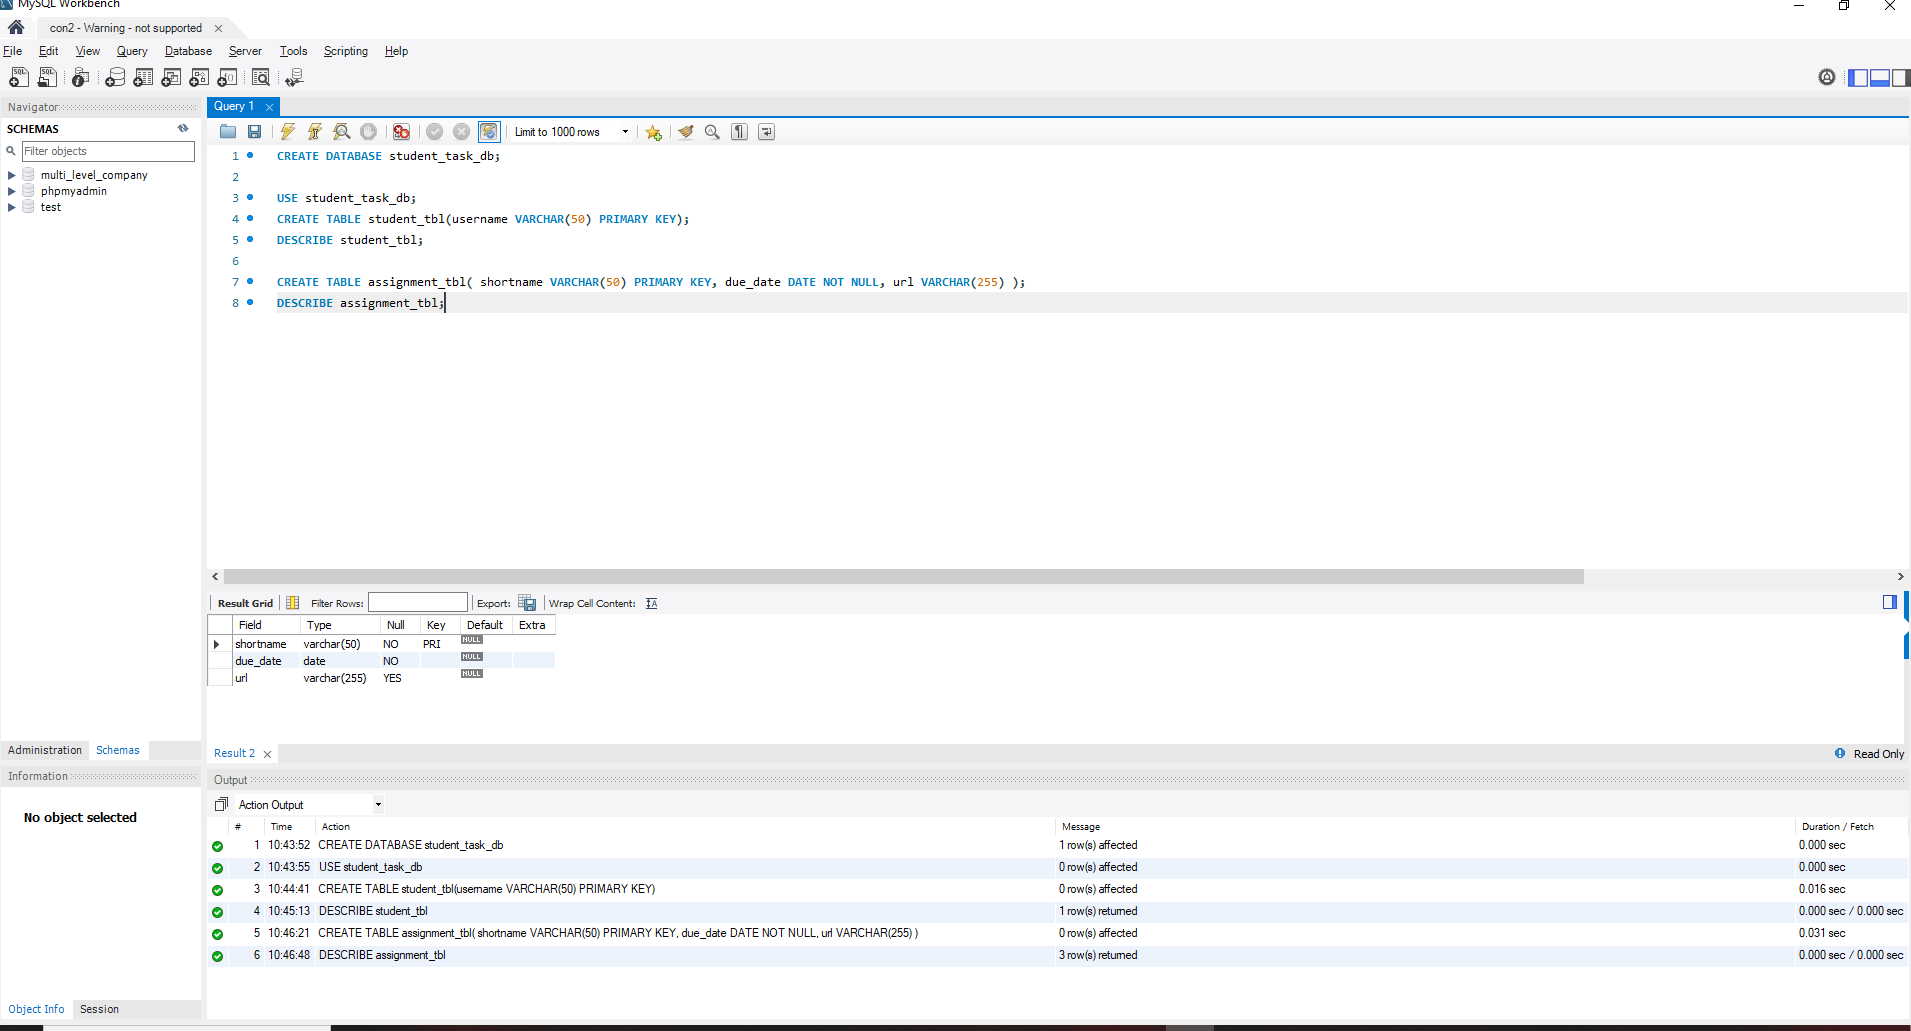 MySQL Workbench
con2 - Warning - not supported
File Edit View Query Database Server Tools Scripting Help
Navigator
SCHEMAS
Filter objects
multi_level_company
phpmyadmin
test
Administration Schemas
Information
No object selected
Object Info Session
Query 1
Limit to 1000 rows
1 CREATE DATABASE student_task_db;
2
3 USE student_task_db;
4 CREATE TABLE student_tbl(username VARCHAR(50) PRIMARY KEY);
5 DESCRIBE student_tbl;
6
7 CREATE TABLE assignment_tbl( shortname VARCHAR(50) PRIMARY KEY, due_date DATE NOT NULL, url VARCHAR(255) );
8 DESCRIBE assignment_tbl;
Result Grid Filter Rows: Export: Wrap Cell Content:
Field Type Null Key Default Extra
shortname varchar(50) NO PRI NULL
due_date date NO NULL
url varchar(255) YES NULL
Result 2 Read Only
Output
Action Output
# Time Action Message Duration / Fetch
1 10:43:52 CREATE DATABASE student_task_db 1 row(s) affected 0.000 sec
2 10:43:55 USE student_task_db 0 row(s) affected 0.000 sec
3 10:44:41 CREATE TABLE student_tbl(username VARCHAR(50) PRIMARY KEY) 0 row(s) affected 0.016 sec
4 10:45:13 DESCRIBE student_tbl 1 row(s) returned 0.000 sec / 0.000 sec
5 10:46:21 CREATE TABLE assignment_tbl( shortname VARCHAR(50) PRIMARY KEY, due_date DATE NOT NULL, url VARCHAR(255) ) 0 row(s) affected 0.031 sec
6 10:46:48 DESCRIBE assignment_tbl 3 row(s) returned 0.000 sec / 0.000 sec